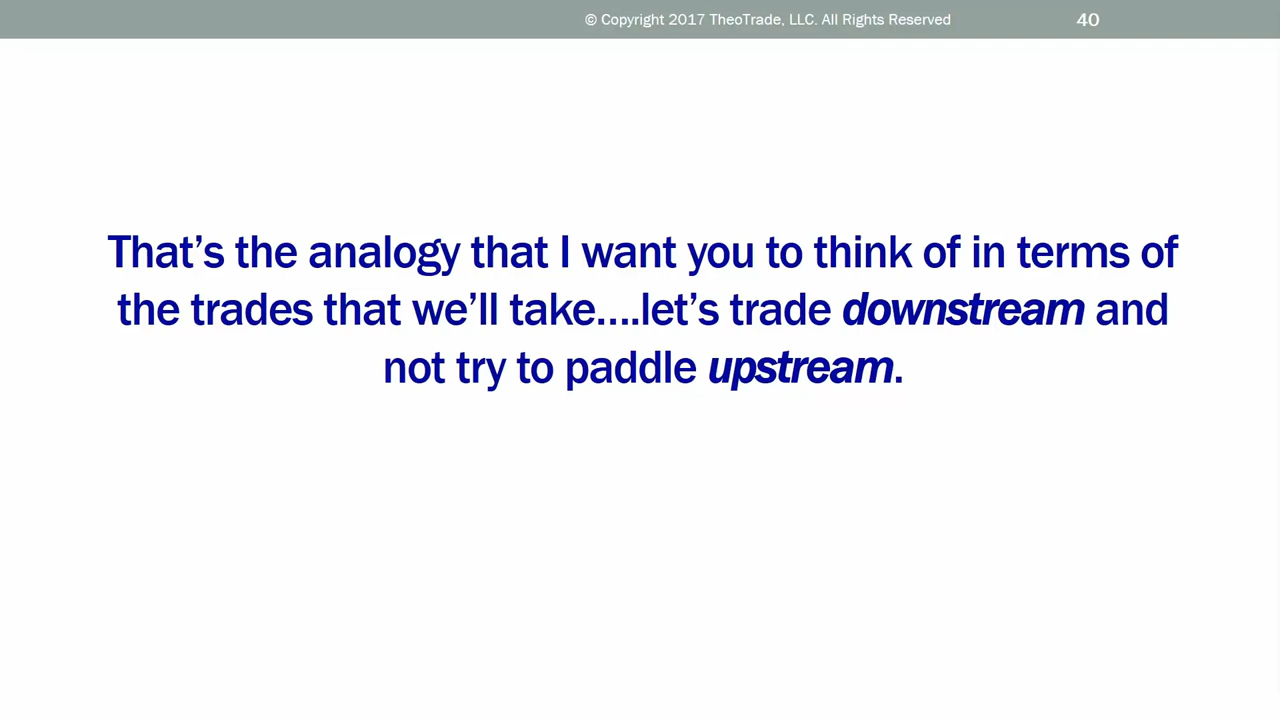 © Copyright 2017 TheoTrade, LLC. All Rights Reserved 40
That’s the analogy that I want you to think of in terms of
the trades that we’ll take....let’s trade downstream and
not try to paddle upstream.